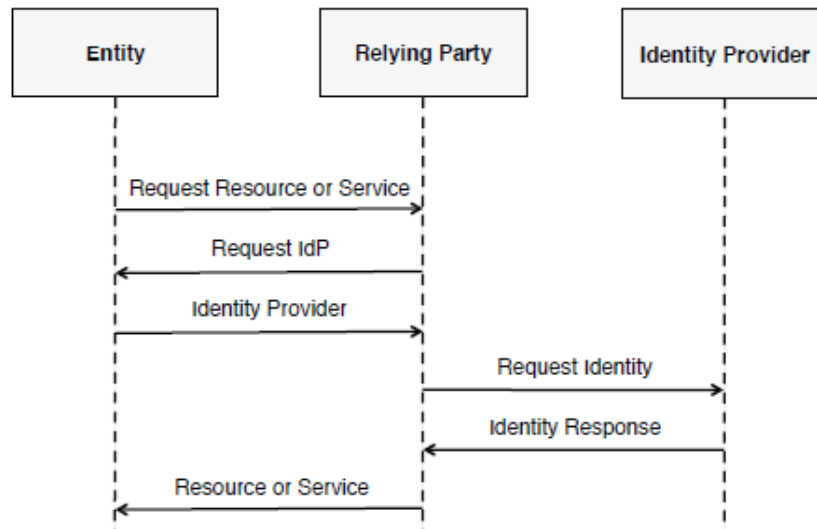 Entity
Relying Party
Identity Provider
Request Resource or Service
Request IdP
Identity Provider
Request Identity
Identity Response
Resource or Service